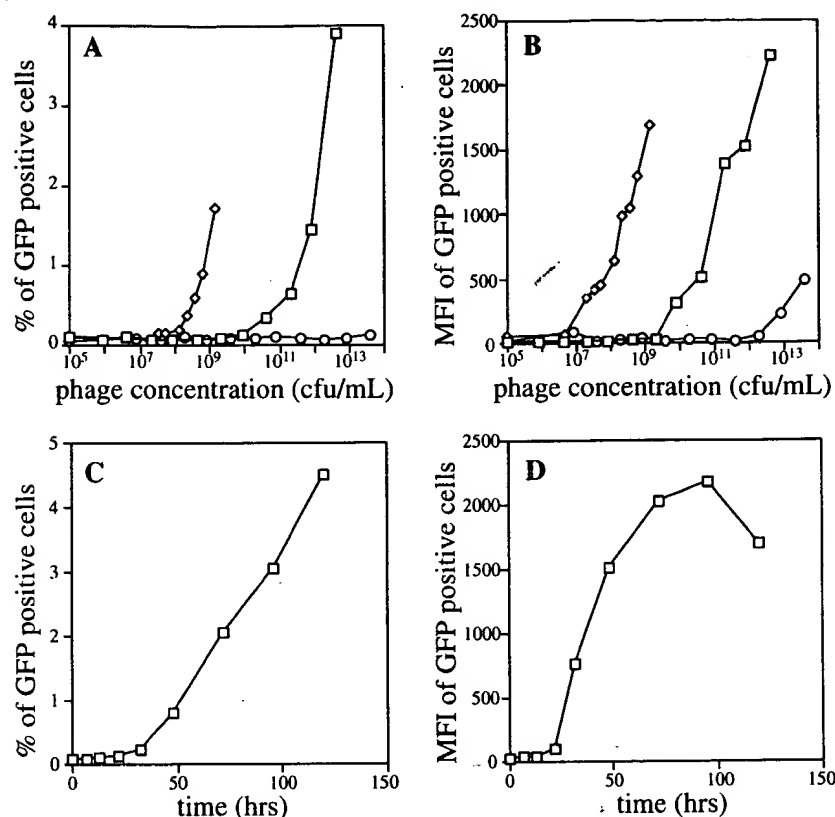 A
% of GFP positive cells
4
3
2
1
0
10^5 10^7 10^9 10^11 10^13
phage concentration (cfu/mL)
B
MFI of GFP positive cells
2500
2000
1500
1000
500
0
10^5 10^7 10^9 10^11 10^13
phage concentration (cfu/mL)
C
% of GFP positive cells
5
4
3
2
1
0
0 50 100 150
time (hrs)
D
MFI of GFP positive cells
2500
2000
1500
1000
500
0
0 50 100 150
time (hrs)